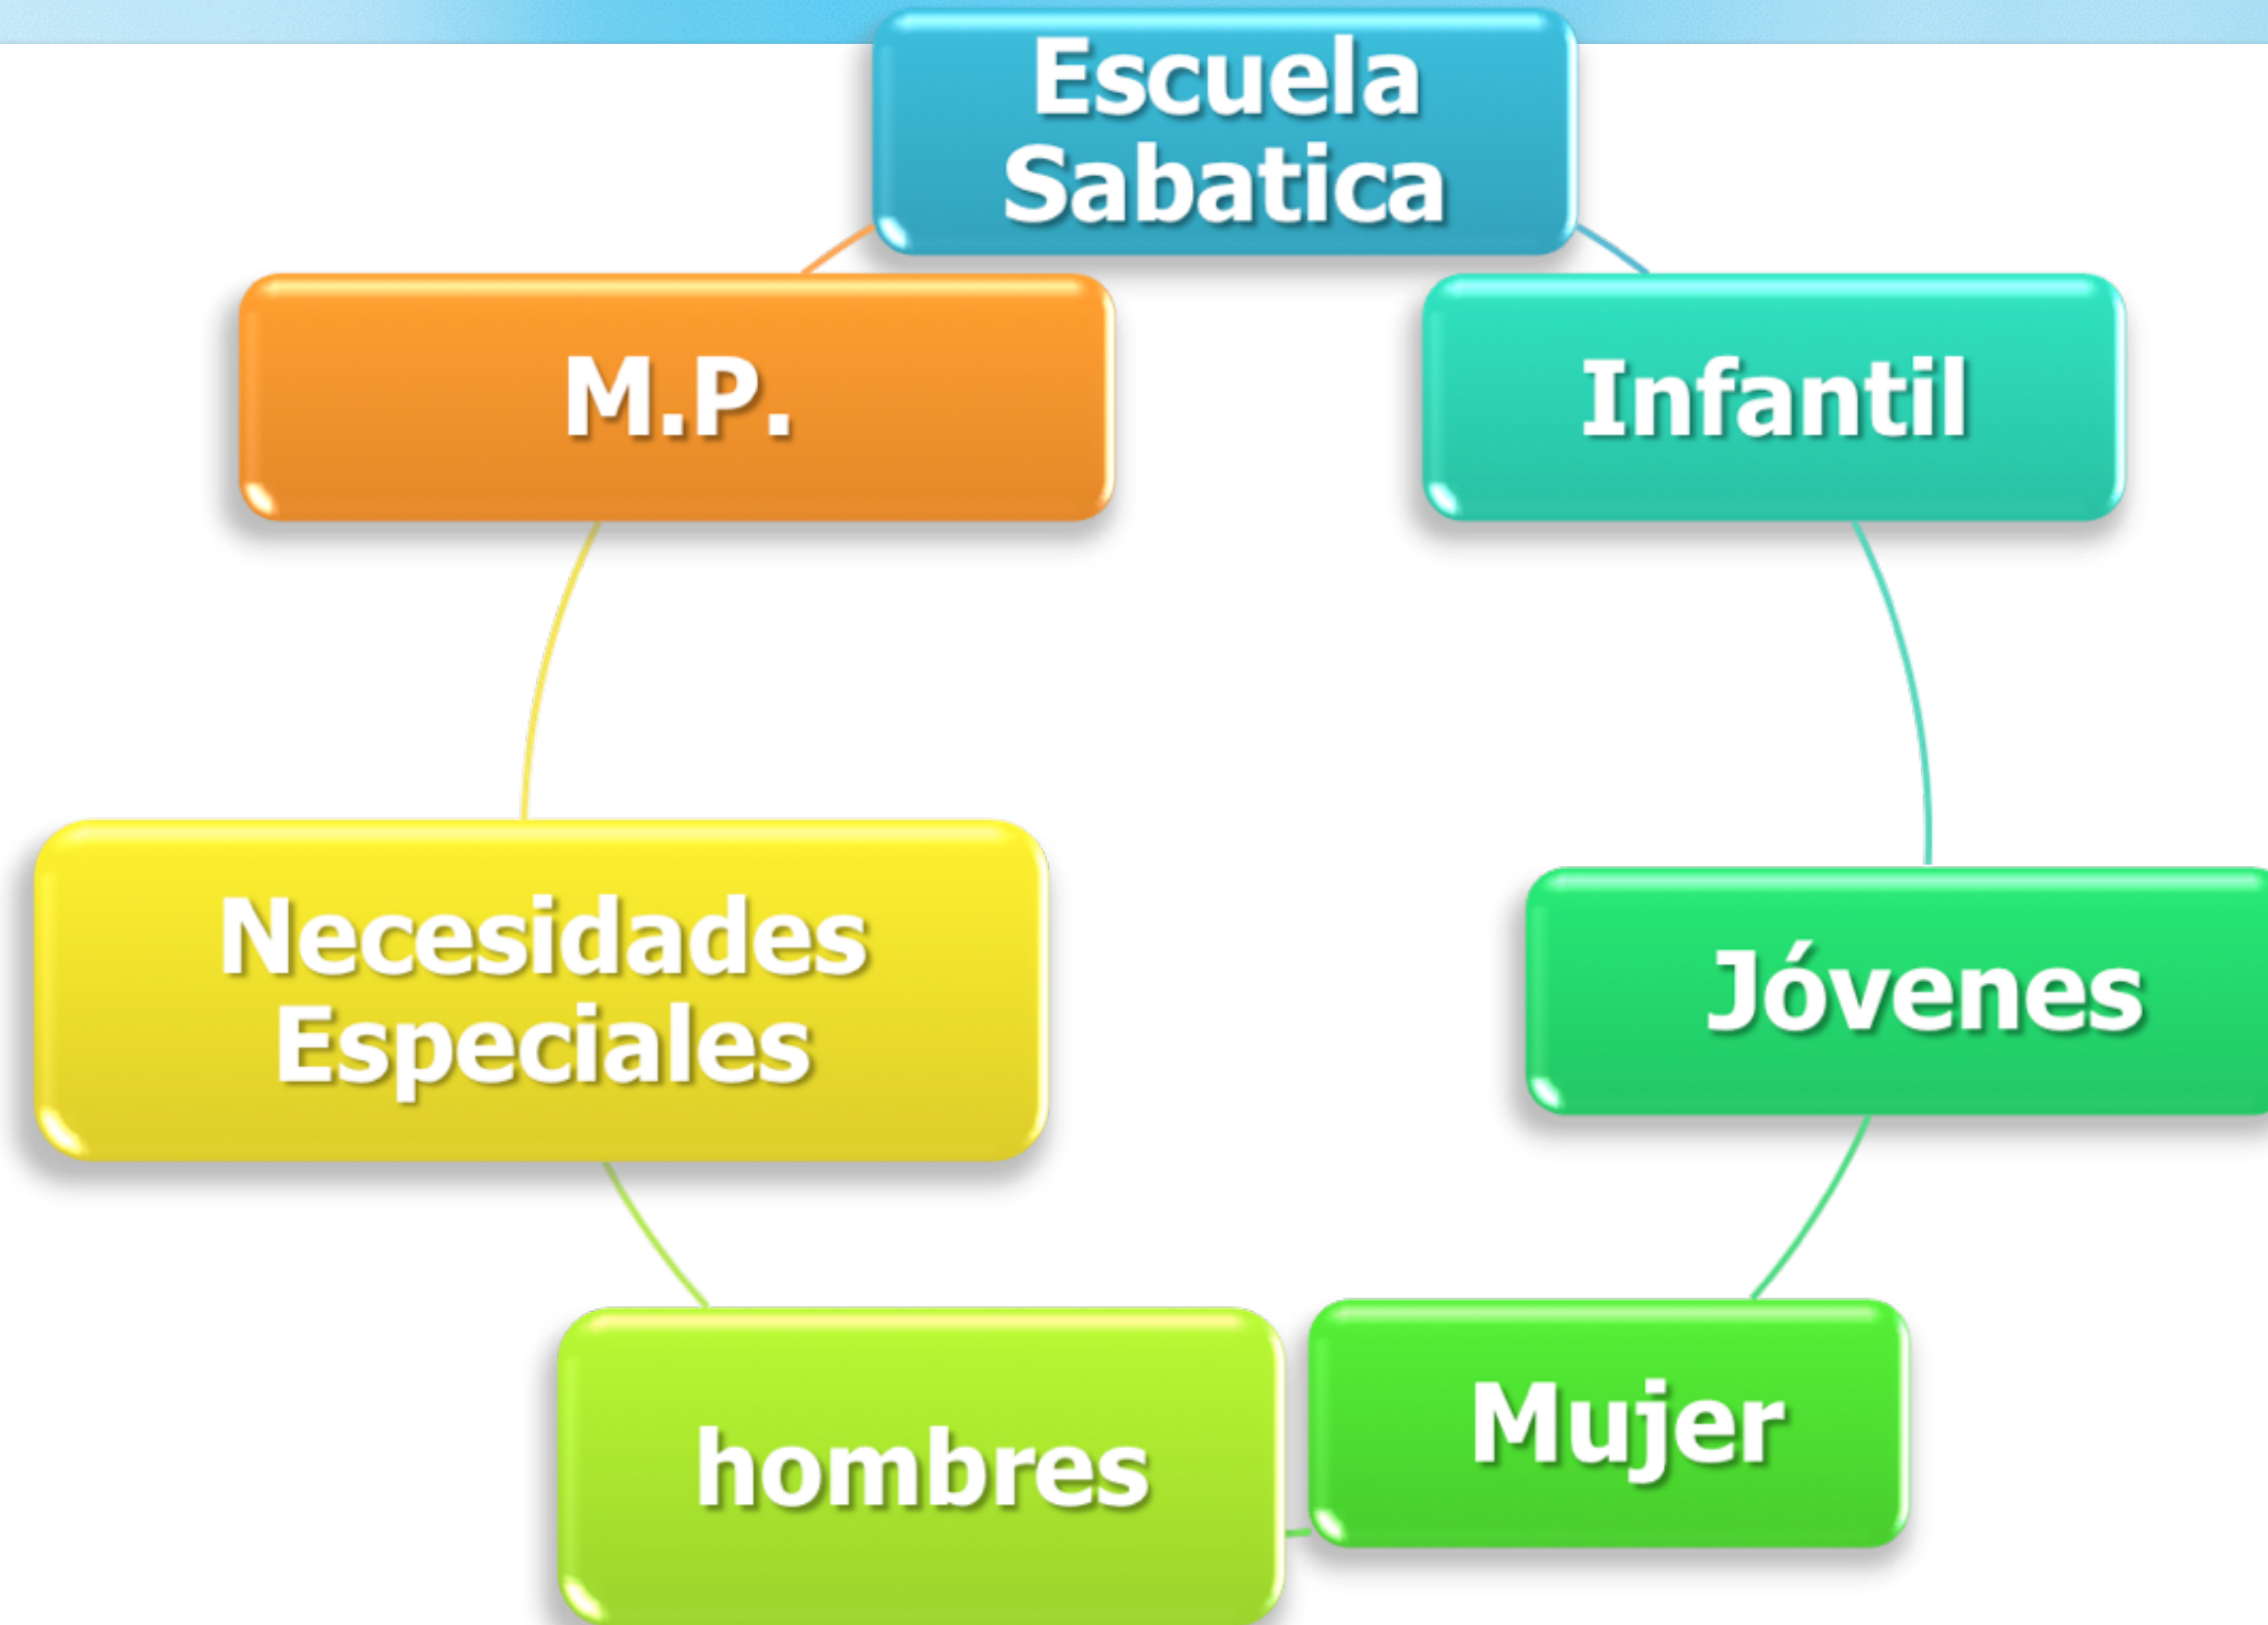 Escuela
Sabatica
M.P.
Infantil
Necesidades
Especiales
Jóvenes
hombres
Mujer